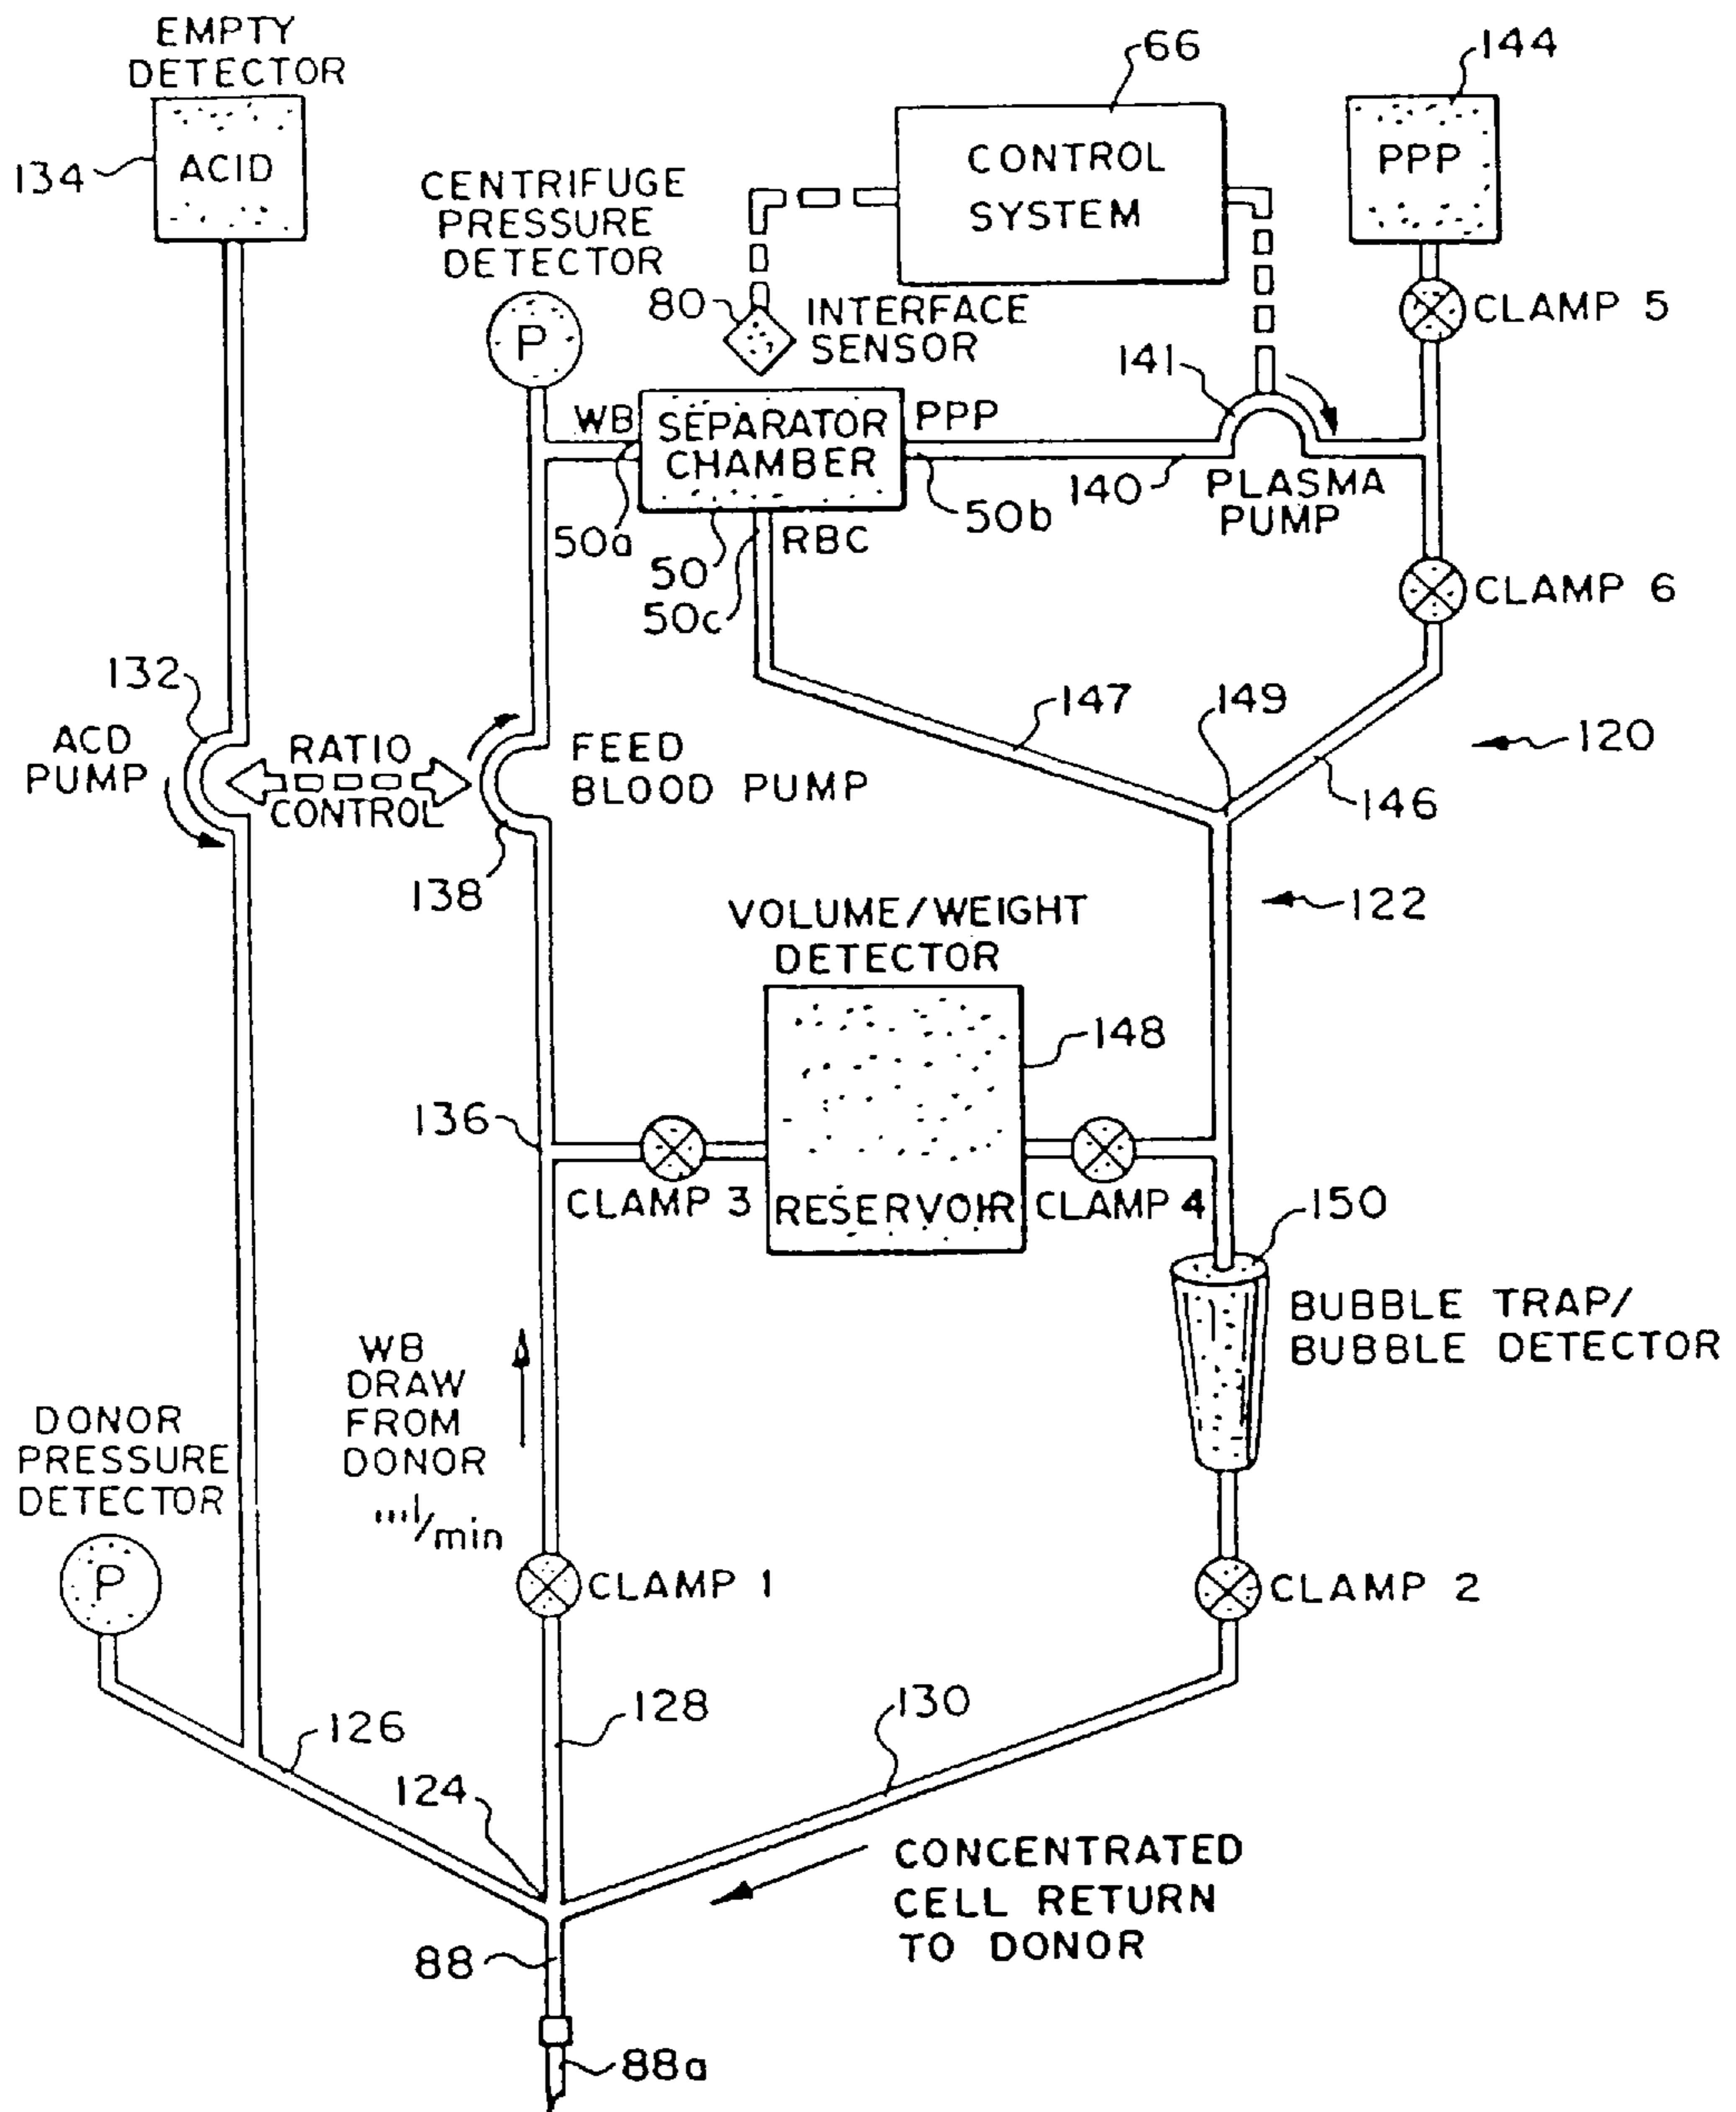 EMPTY
DETECTOR
134
ACID
66
CONTROL
SYSTEM
144
PPP
CENTRIFUGE
PRESSURE
DETECTOR
P
80
INTERFACE
SENSOR
CLAMP 5
141
WB
SEPARATOR
CHAMBER
PPP
50a
50
RBC
50c
50b
140
PLASMA
PUMP
CLAMP 6
132
ACD
PUMP
RATIO
CONTROL
FEED
BLOOD PUMP
138
147
149
120
146
122
VOLUME/WEIGHT
DETECTOR
148
136
CLAMP 3
RESERVOIR
CLAMP 4
150
BUBBLE TRAP/
BUBBLE DETECTOR
WB
DRAW
FROM
DONOR
ml/min
DONOR
PRESSURE
DETECTOR
P
CLAMP 1
CLAMP 2
126
128
130
124
CONCENTRATED
CELL RETURN
TO DONOR
88
88a